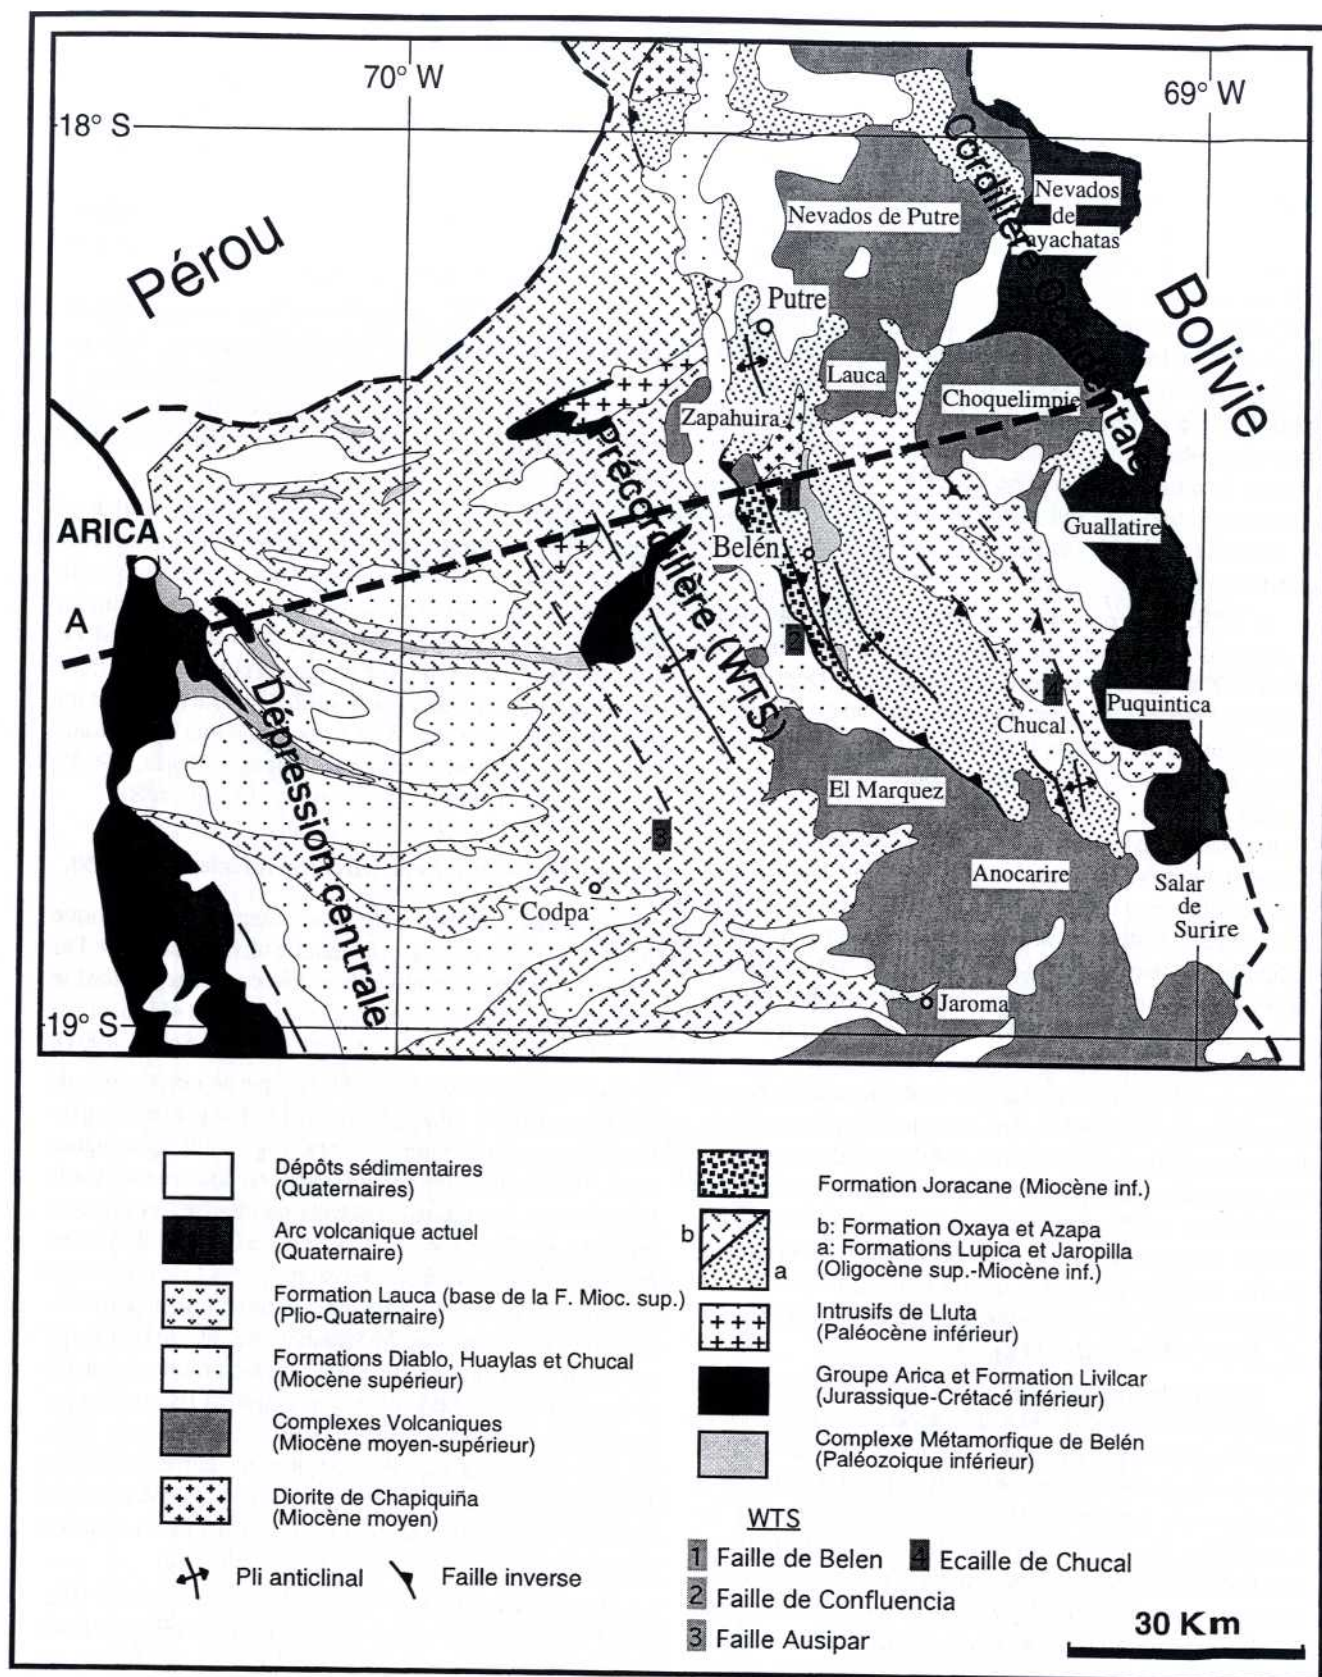 70° W
69° W
18° S
Pérou
Bolivie
Cordillère
Nevados
de
ayachatas
Nevados de Putre
Putre
Lauca
Choquelimpie
Zapahuira
Précordillère (WTS)
1
ARICA
Belén
Guallatire
A
2
4
Puquintica
Chucal
Dépression centrale
El Marquez
3
Anocarire
Salar
de
Surire
Codpa
Jaroma
19° S
Dépôts sédimentaires
(Quaternaires)
Arc volcanique actuel
(Quaternaire)
Formation Lauca (base de la F. Mioc. sup.)
(Plio-Quaternaire)
Formations Diablo, Huaylas et Chucal
(Miocène supérieur)
Complexes Volcaniques
(Miocène moyen-supérieur)
Diorite de Chapiquiña
(Miocène moyen)
Pli anticlinal
Faille inverse
Formation Joracane (Miocène inf.)
b
a
b: Formation Oxaya et Azapa
a: Formations Lupica et Jaropilla
(Oligocène sup.-Miocène inf.)
Intrusifs de Lluta
(Paléocène inférieur)
Groupe Arica et Formation Livilcar
(Jurassique-Crétacé inférieur)
Complexe Métamorfique de Belén
(Paléozoique inférieur)
WTS
1 Faille de Belen
4 Ecaille de Chucal
2 Faille de Confluencia
3 Faille Ausipar
30 Km